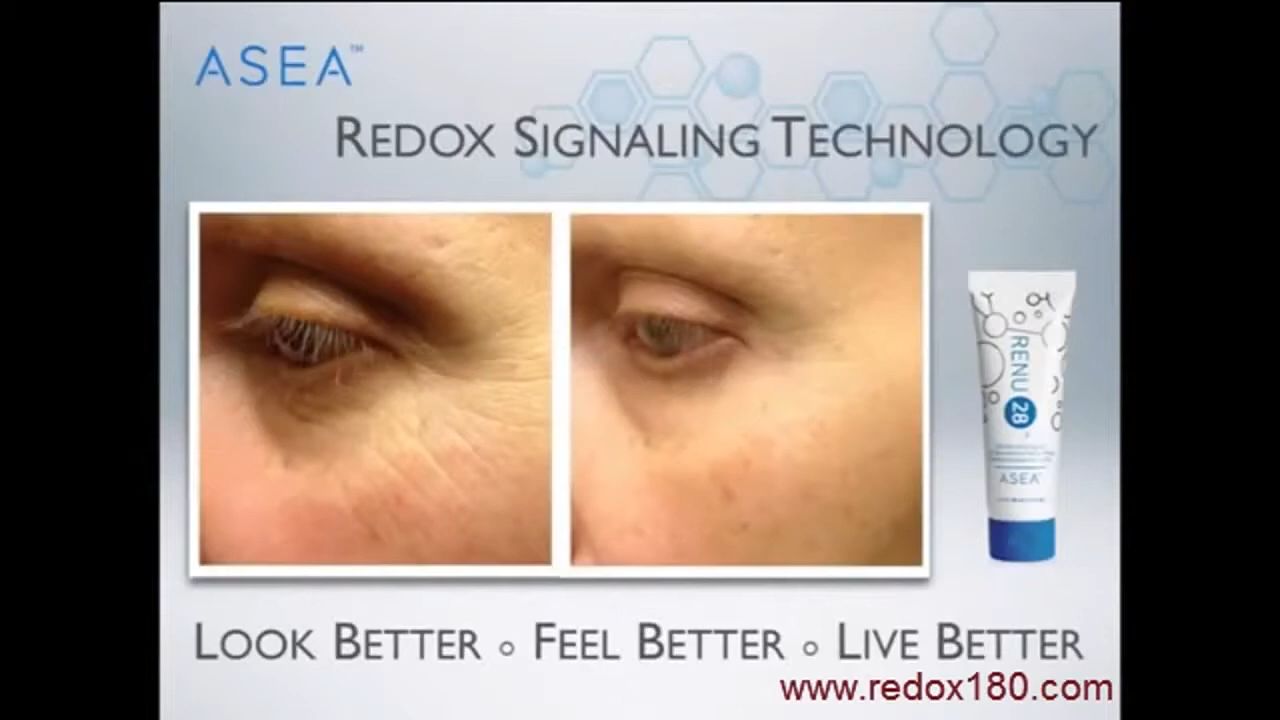 ASEA™
REDOX SIGNALING TECHNOLOGY
RENU
28
ASEA
LOOK BETTER ∘ FEEL BETTER ∘ LIVE BETTER
www.redox180.com